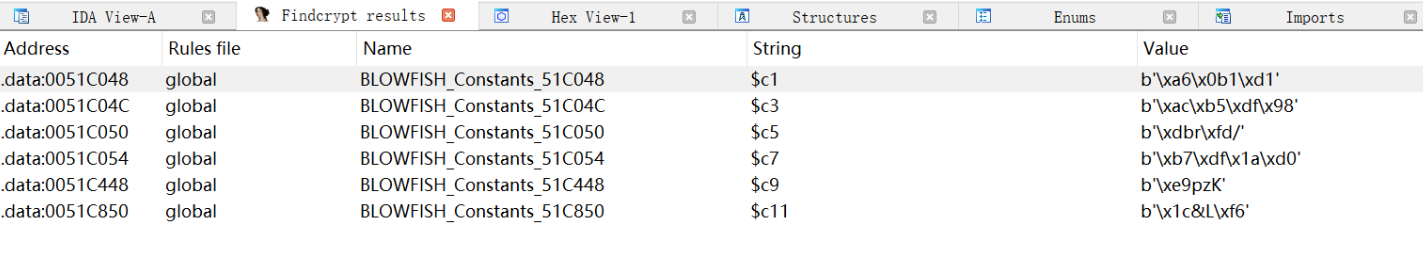 IDA View-A Findcrypt results Hex View-1 Structures Enums Imports
Address Rules file Name String Value
.data:0051C048 global BLOWFISH_Constants_51C048 $c1 b'\xa6\x0b1\xd1'
.data:0051C04C global BLOWFISH_Constants_51C04C $c3 b'\xac\xb5\xdf\x98'
.data:0051C050 global BLOWFISH_Constants_51C050 $c5 b'\xdbr\xfd/'
.data:0051C054 global BLOWFISH_Constants_51C054 $c7 b'\xb7\xdf\x1a\xd0'
.data:0051C448 global BLOWFISH_Constants_51C448 $c9 b'\xe9pzK'
.data:0051C850 global BLOWFISH_Constants_51C850 $c11 b'\x1c&L\xf6'